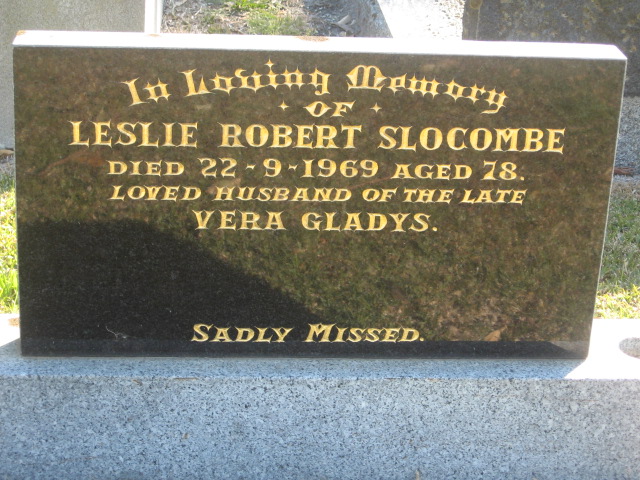 In Loving Memory
OF
LESLIE ROBERT SLOCOMBE
DIED 22-9-1969 AGED 78.
LOVED HUSBAND OF THE LATE
VERA GLADYS.
SADLY MISSED.